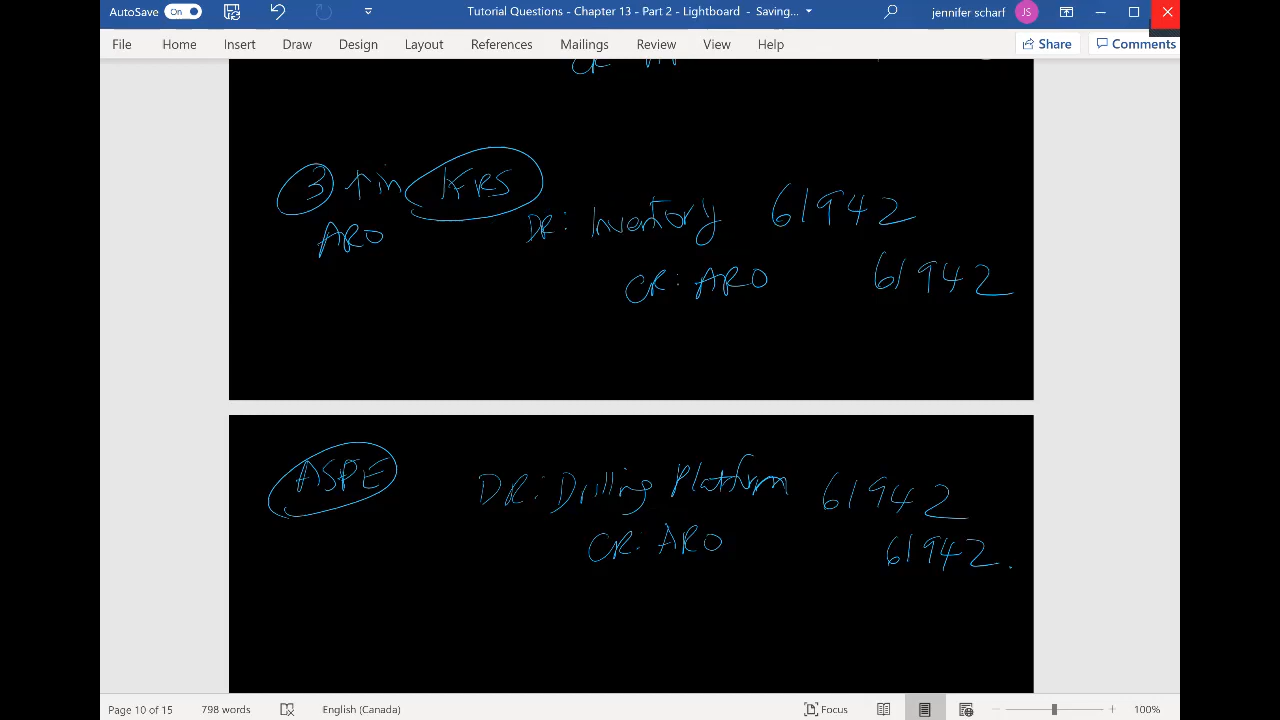 AutoSave On Tutorial Questions - Chapter 13 - Part 2 - Lightboard - Saving... jennifer scharf JS
File Home Insert Draw Design Layout References Mailings Review View Help Share Comments
3 ↑ in IFRS
ARO
DR: Inventory 61942
CR: ARO 61942
ASPE DR: Drilling Platform 61942
CR: ARO 61942.
Page 10 of 15 798 words English (Canada) Focus 100%